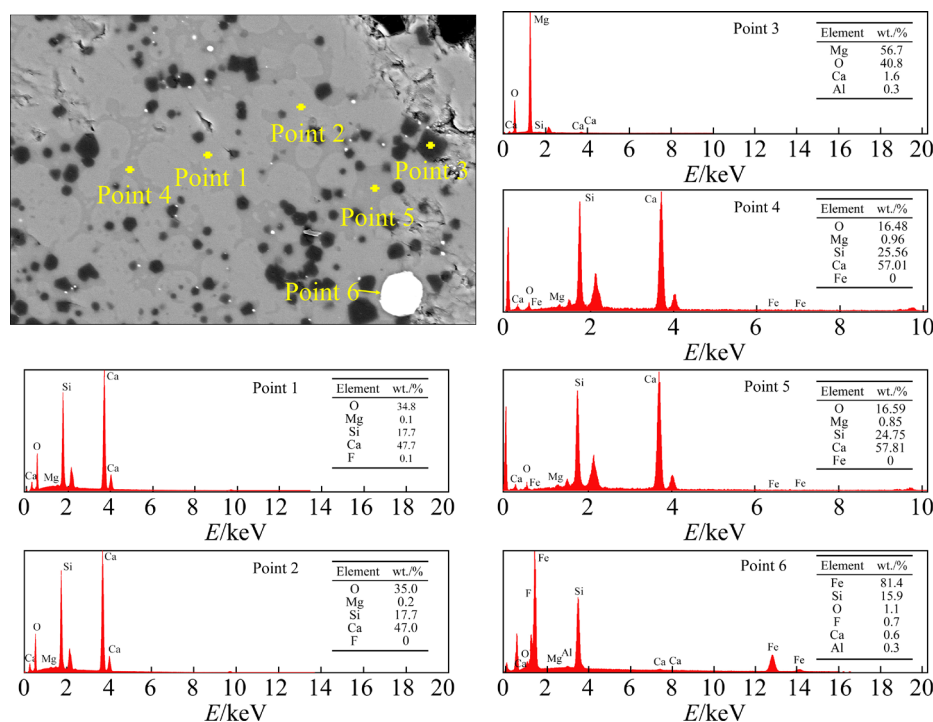 Point 2
Point 1
Point 3
Point 4
Point 5
Point 6
Point 3
Mg
O
Ca
Si
Ca
Ca
Element wt./%
Mg 56.7
O 40.8
Ca 1.6
Al 0.3
0 2 4 6 8 10 12 14 16 18 20
E/keV
Point 4
Si
Ca
Ca
O
Fe
Mg
Fe
Fe
Element wt./%
O 16.48
Mg 0.96
Si 25.56
Ca 57.01
Fe 0
0 2 4 6 8 10
E/keV
Point 1
Ca
Si
O
Ca
Mg
Ca
Element wt./%
O 34.8
Mg 0.1
Si 17.7
Ca 47.7
F 0.1
0 2 4 6 8 10 12 14 16 18 20
E/keV
Point 5
Si
Ca
O
Ca
Fe
Mg
Fe
Fe
Element wt./%
O 16.59
Mg 0.85
Si 24.75
Ca 57.81
Fe 0
0 2 4 6 8 10
E/keV
Point 2
Ca
Si
O
Ca
Mg
Ca
Element wt./%
O 35.0
Mg 0.2
Si 17.7
Ca 47.0
F 0
0 2 4 6 8 10 12 14 16 18 20
E/keV
Point 6
Fe
F
Si
O
Ca
Mg
Al
Ca
Ca
Fe
Fe
Element wt./%
Fe 81.4
Si 15.9
O 1.1
F 0.7
Ca 0.6
Al 0.3
0 2 4 6 8 10 12 14 16 18 20
E/keV